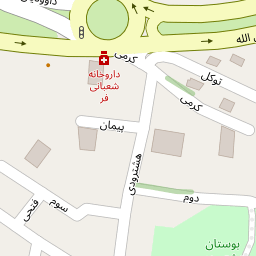 الله
کرمی
توکل
داروخانه
شعبانی
فر
کرمی
پیمان
هشترودی
دوم
سوم
فتحی
بوستان